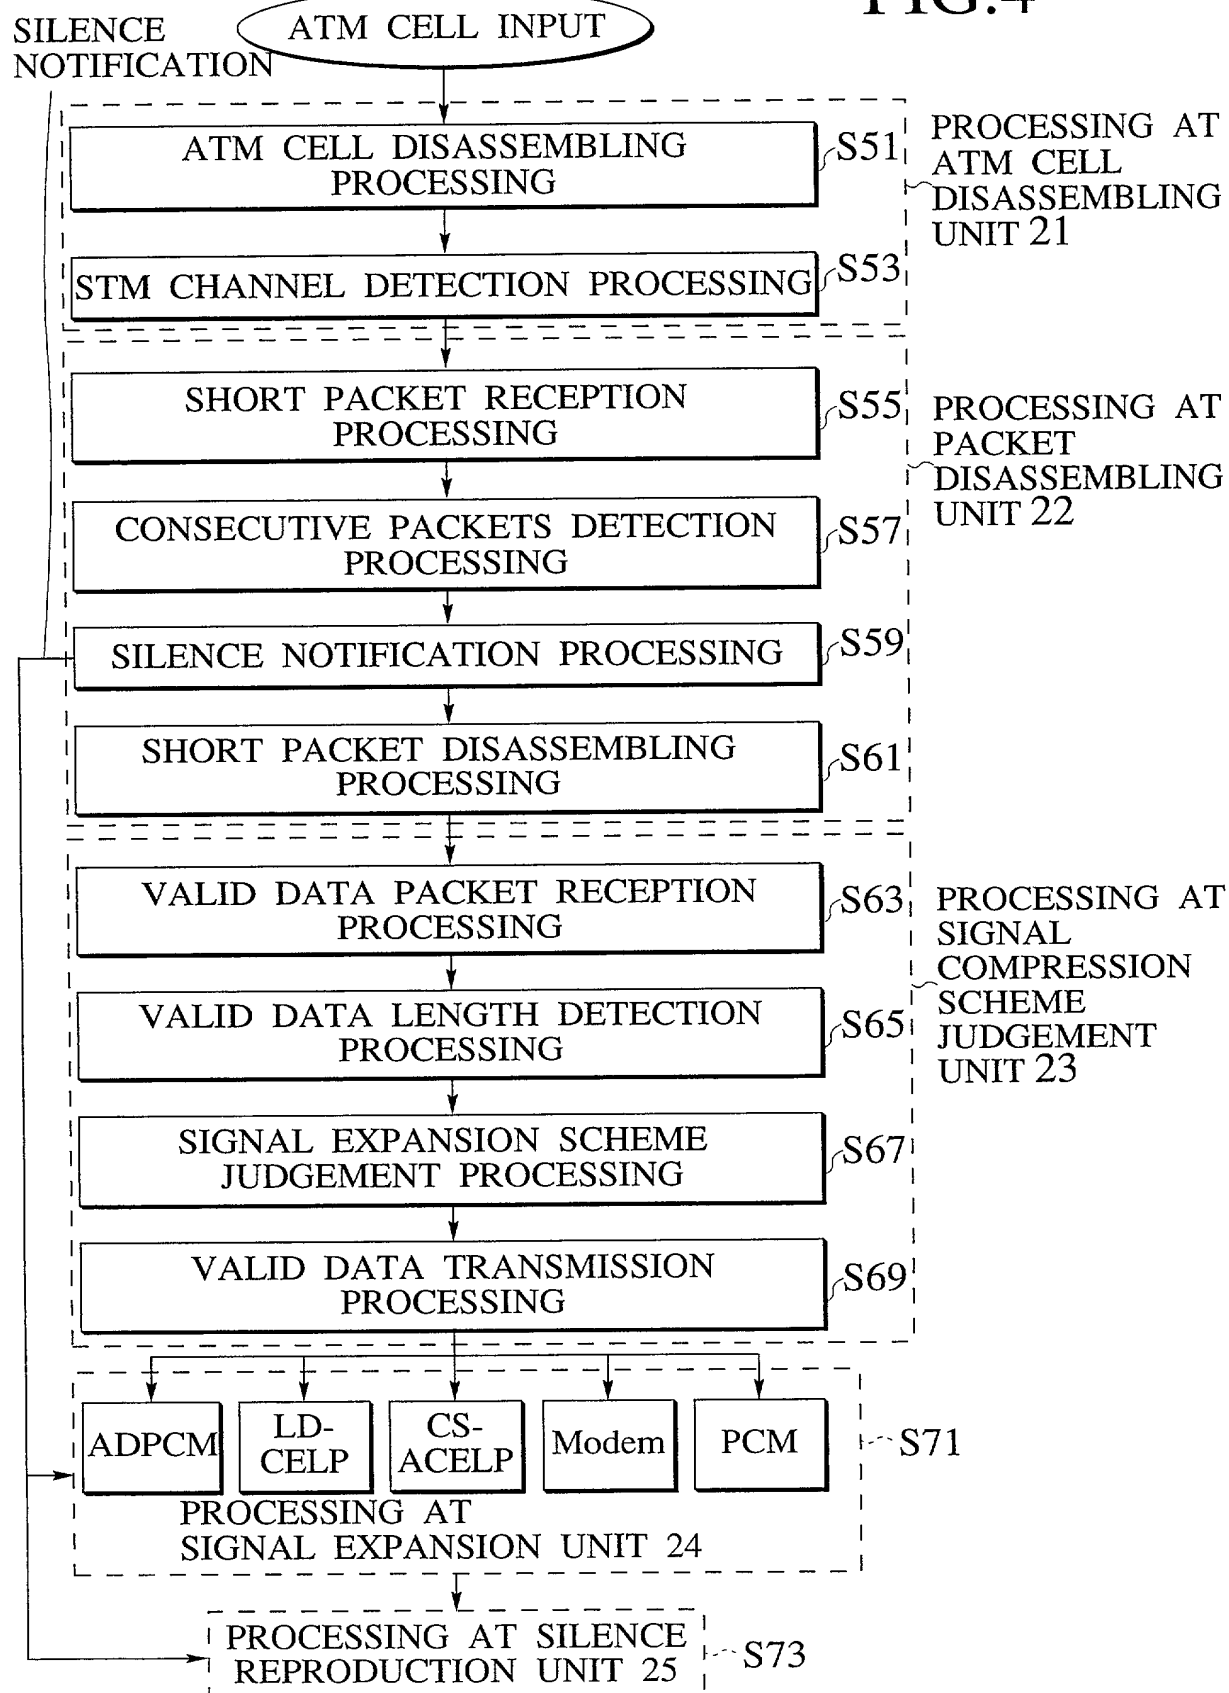 FIG.4
SILENCE
NOTIFICATION
ATM CELL INPUT
ATM CELL DISASSEMBLING
PROCESSING
S51
PROCESSING AT
ATM CELL
DISASSEMBLING
UNIT 21
STM CHANNEL DETECTION PROCESSING
S53
SHORT PACKET RECEPTION
PROCESSING
S55
PROCESSING AT
PACKET
DISASSEMBLING
UNIT 22
CONSECUTIVE PACKETS DETECTION
PROCESSING
S57
SILENCE NOTIFICATION PROCESSING
S59
SHORT PACKET DISASSEMBLING
PROCESSING
S61
VALID DATA PACKET RECEPTION
PROCESSING
S63
PROCESSING AT
SIGNAL
COMPRESSION
SCHEME
JUDGEMENT
UNIT 23
VALID DATA LENGTH DETECTION
PROCESSING
S65
SIGNAL EXPANSION SCHEME
JUDGEMENT PROCESSING
S67
VALID DATA TRANSMISSION
PROCESSING
S69
ADPCM
LD-
CELP
CS-
ACELP
Modem
PCM
S71
PROCESSING AT
SIGNAL EXPANSION UNIT 24
PROCESSING AT SILENCE
REPRODUCTION UNIT 25
S73